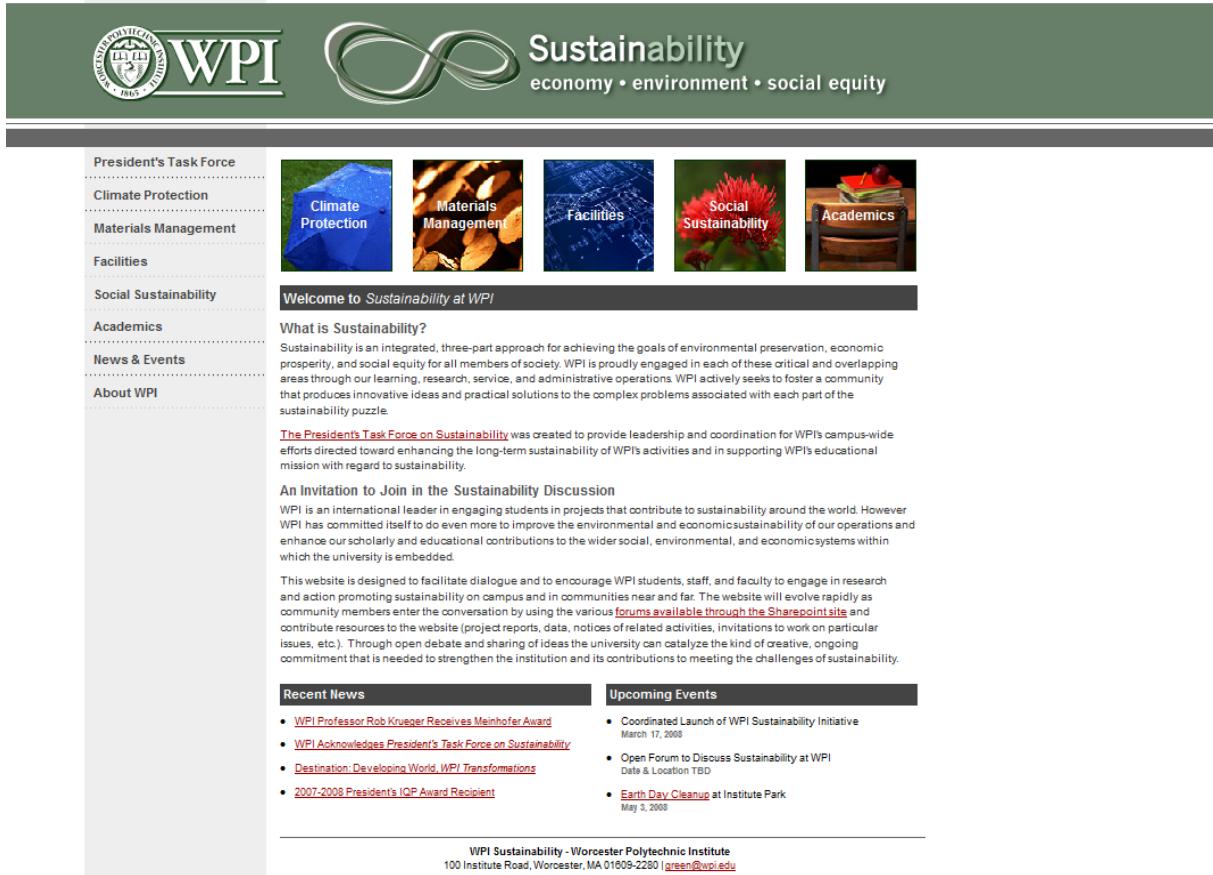 WORCESTER POLYTECHNIC INSTITUTE
1865
WPI
Sustainability
economy • environment • social equity
President's Task Force
Climate Protection
Materials Management
Facilities
Social Sustainability
Academics
News & Events
About WPI
Climate
Protection
Materials
Management
Facilities
Social
Sustainability
Academics
Welcome to Sustainability at WPI
What is Sustainability?
Sustainability is an integrated, three-part approach for achieving the goals of environmental preservation, economic
prosperity, and social equity for all members of society. WPI is proudly engaged in each of these critical and overlapping
areas through our learning, research, service, and administrative operations. WPI actively seeks to foster a community
that produces innovative ideas and practical solutions to the complex problems associated with each part of the
sustainability puzzle.
The President's Task Force on Sustainability was created to provide leadership and coordination for WPI's campus-wide
efforts directed toward enhancing the long-term sustainability of WPI's activities and in supporting WPI's educational
mission with regard to sustainability.
An Invitation to Join in the Sustainability Discussion
WPI is an international leader in engaging students in projects that contribute to sustainability around the world. However
WPI has committed itself to do even more to improve the environmental and economic sustainability of our operations and
enhance our scholarly and educational contributions to the wider social, environmental, and economic systems within
which the university is embedded.
This website is designed to facilitate dialogue and to encourage WPI students, staff, and faculty to engage in research
and action promoting sustainability on campus and in communities near and far. The website will evolve rapidly as
community members enter the conversation by using the various forums available through the Sharepoint site and
contribute resources to the website (project reports, data, notices of related activities, invitations to work on particular
issues, etc.). Through open debate and sharing of ideas the university can catalyze the kind of creative, ongoing
commitment that is needed to strengthen the institution and its contributions to meeting the challenges of sustainability.
Recent News
• WPI Professor Rob Krueger Receives Meinhofer Award
• WPI Acknowledges President's Task Force on Sustainability
• Destination: Developing World, WPI Transformations
• 2007-2008 President's IQP Award Recipient
Upcoming Events
• Coordinated Launch of WPI Sustainability Initiative
March 17, 2008
• Open Forum to Discuss Sustainability at WPI
Date & Location TBD
• Earth Day Cleanup at Institute Park
May 3, 2008
WPI Sustainability - Worcester Polytechnic Institute
100 Institute Road, Worcester, MA 01609-2280 | green@wpi.edu